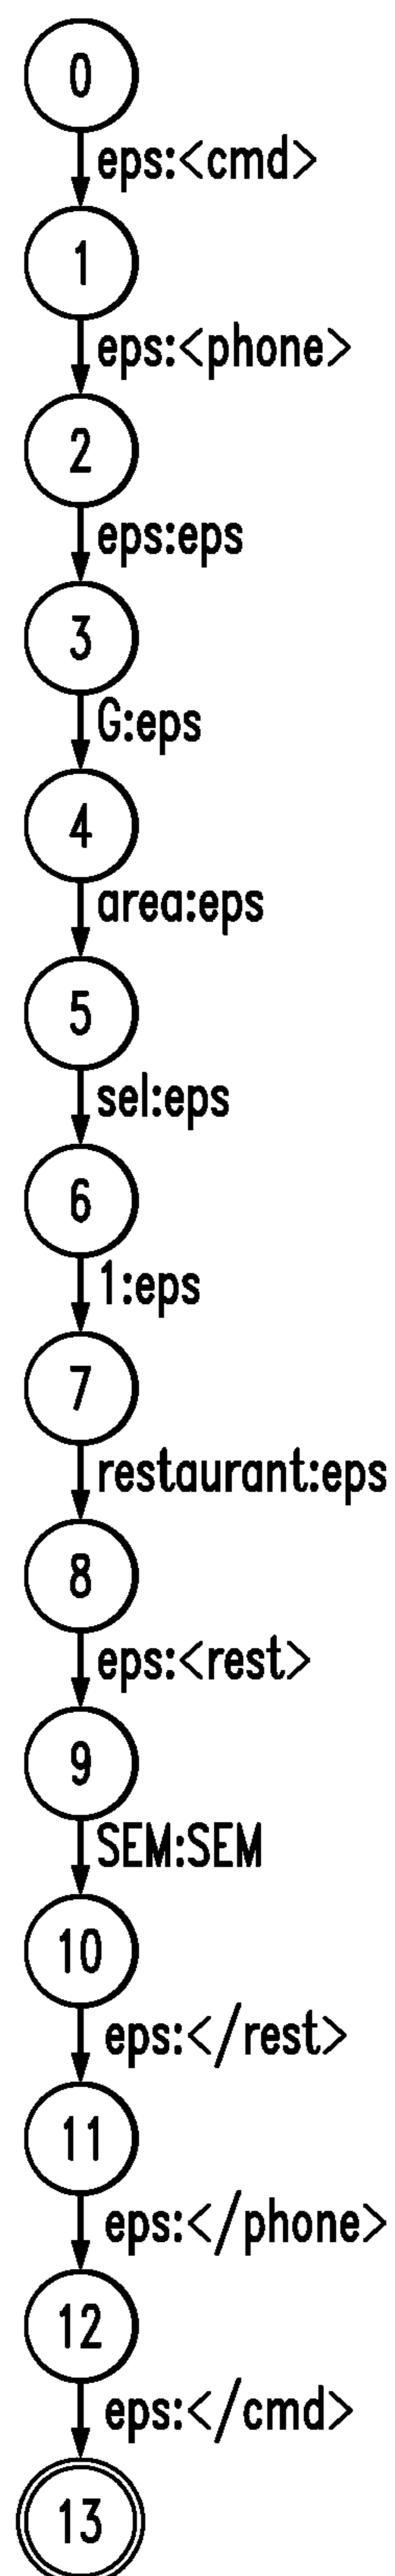 0
eps:<cmd>
1
eps:<phone>
2
eps:eps
3
G:eps
4
area:eps
5
sel:eps
6
1:eps
7
restaurant:eps
8
eps:<rest>
9
SEM:SEM
10
eps:</rest>
11
eps:</phone>
12
eps:</cmd>
13